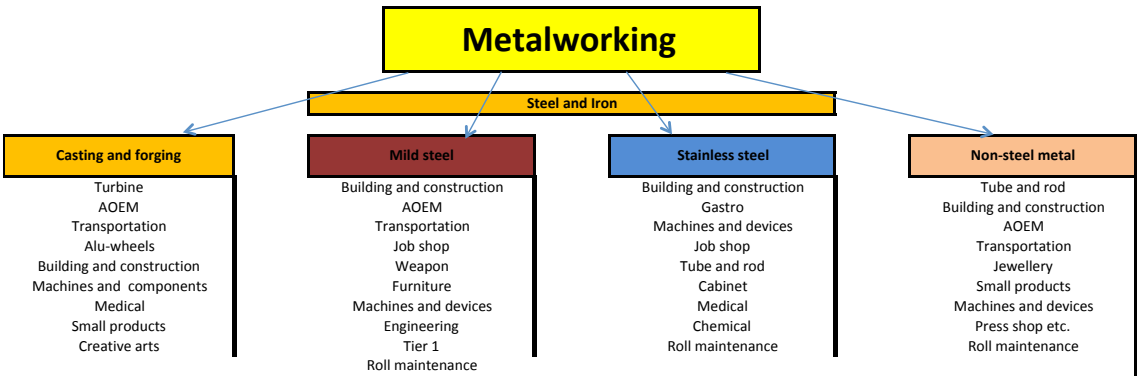 Metalworking
Steel and Iron
Casting and forging
Turbine
AOEM
Transportation
Alu-wheels
Building and construction
Machines and components
Medical
Small products
Creative arts
Mild steel
Building and construction
AOEM
Transportation
Job shop
Weapon
Furniture
Machines and devices
Engineering
Tier 1
Roll maintenance
Stainless steel
Building and construction
Gastro
Machines and devices
Job shop
Tube and rod
Cabinet
Medical
Chemical
Roll maintenance
Non-steel metal
Tube and rod
Building and construction
AOEM
Transportation
Jewellery
Small products
Machines and devices
Press shop etc.
Roll maintenance